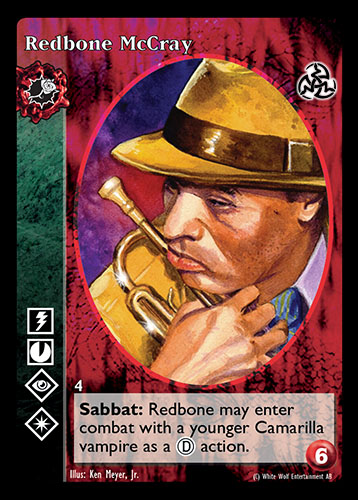 Redbone McCray
4
Sabbat: Redbone may enter
combat with a younger Camarilla
vampire as a Ⓓ action.
6
Illus: Ken Meyer, Jr.
(C) White Wolf Entertainment AB